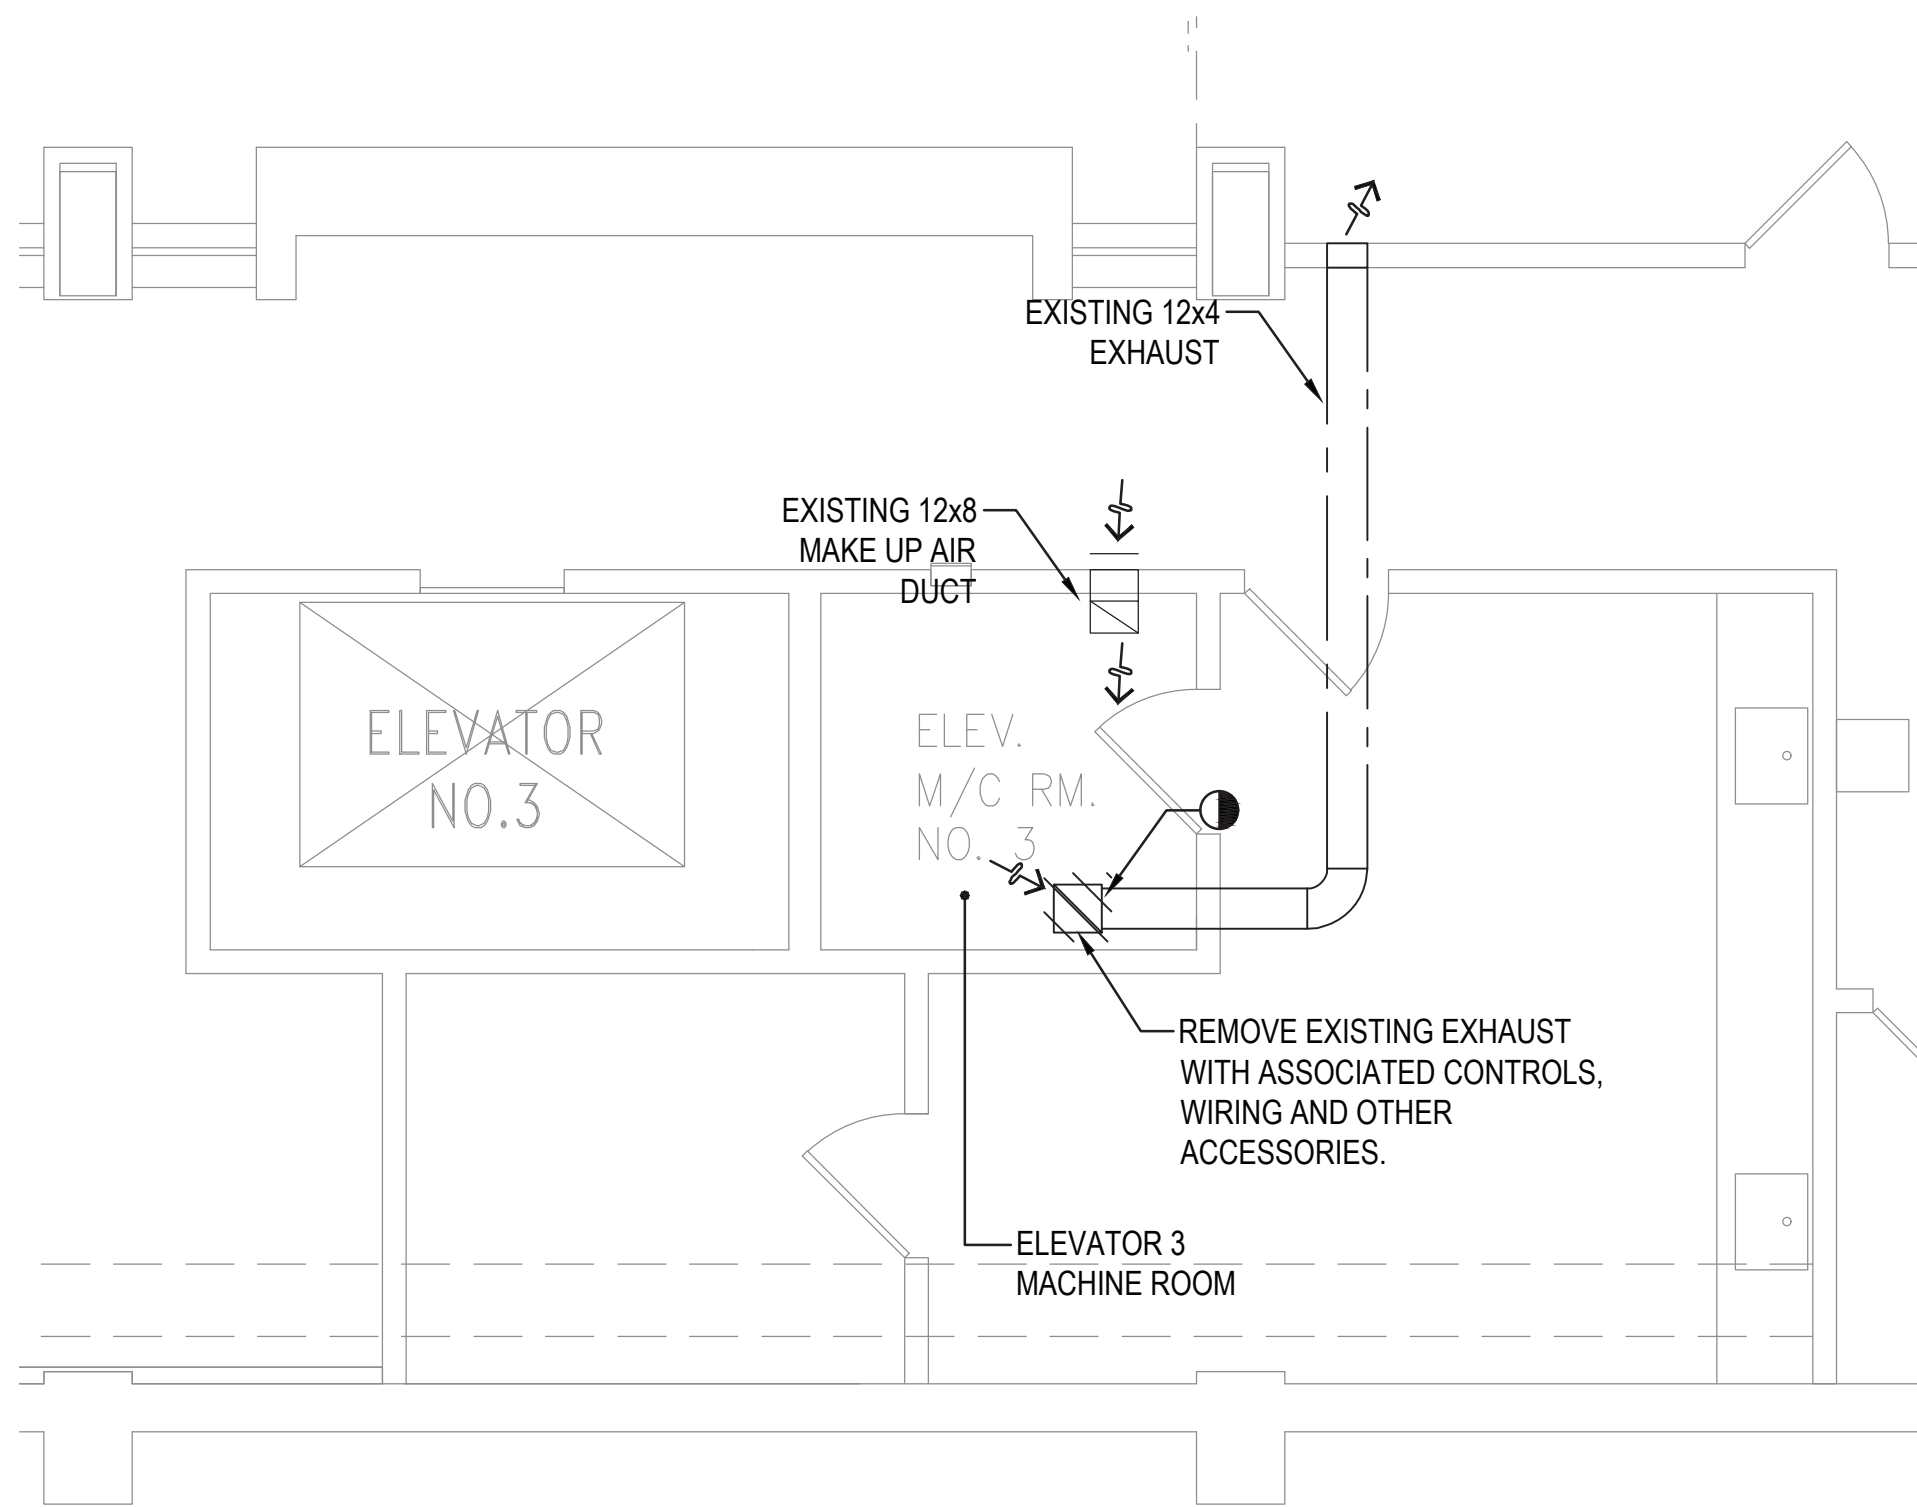 EXISTING 12x4
EXHAUST
EXISTING 12x8
MAKE UP AIR
DUCT
ELEVATOR
NO.3
ELEV.
M/C RM.
NO. 3
REMOVE EXISTING EXHAUST
WITH ASSOCIATED CONTROLS,
WIRING AND OTHER
ACCESSORIES.
ELEVATOR 3
MACHINE ROOM